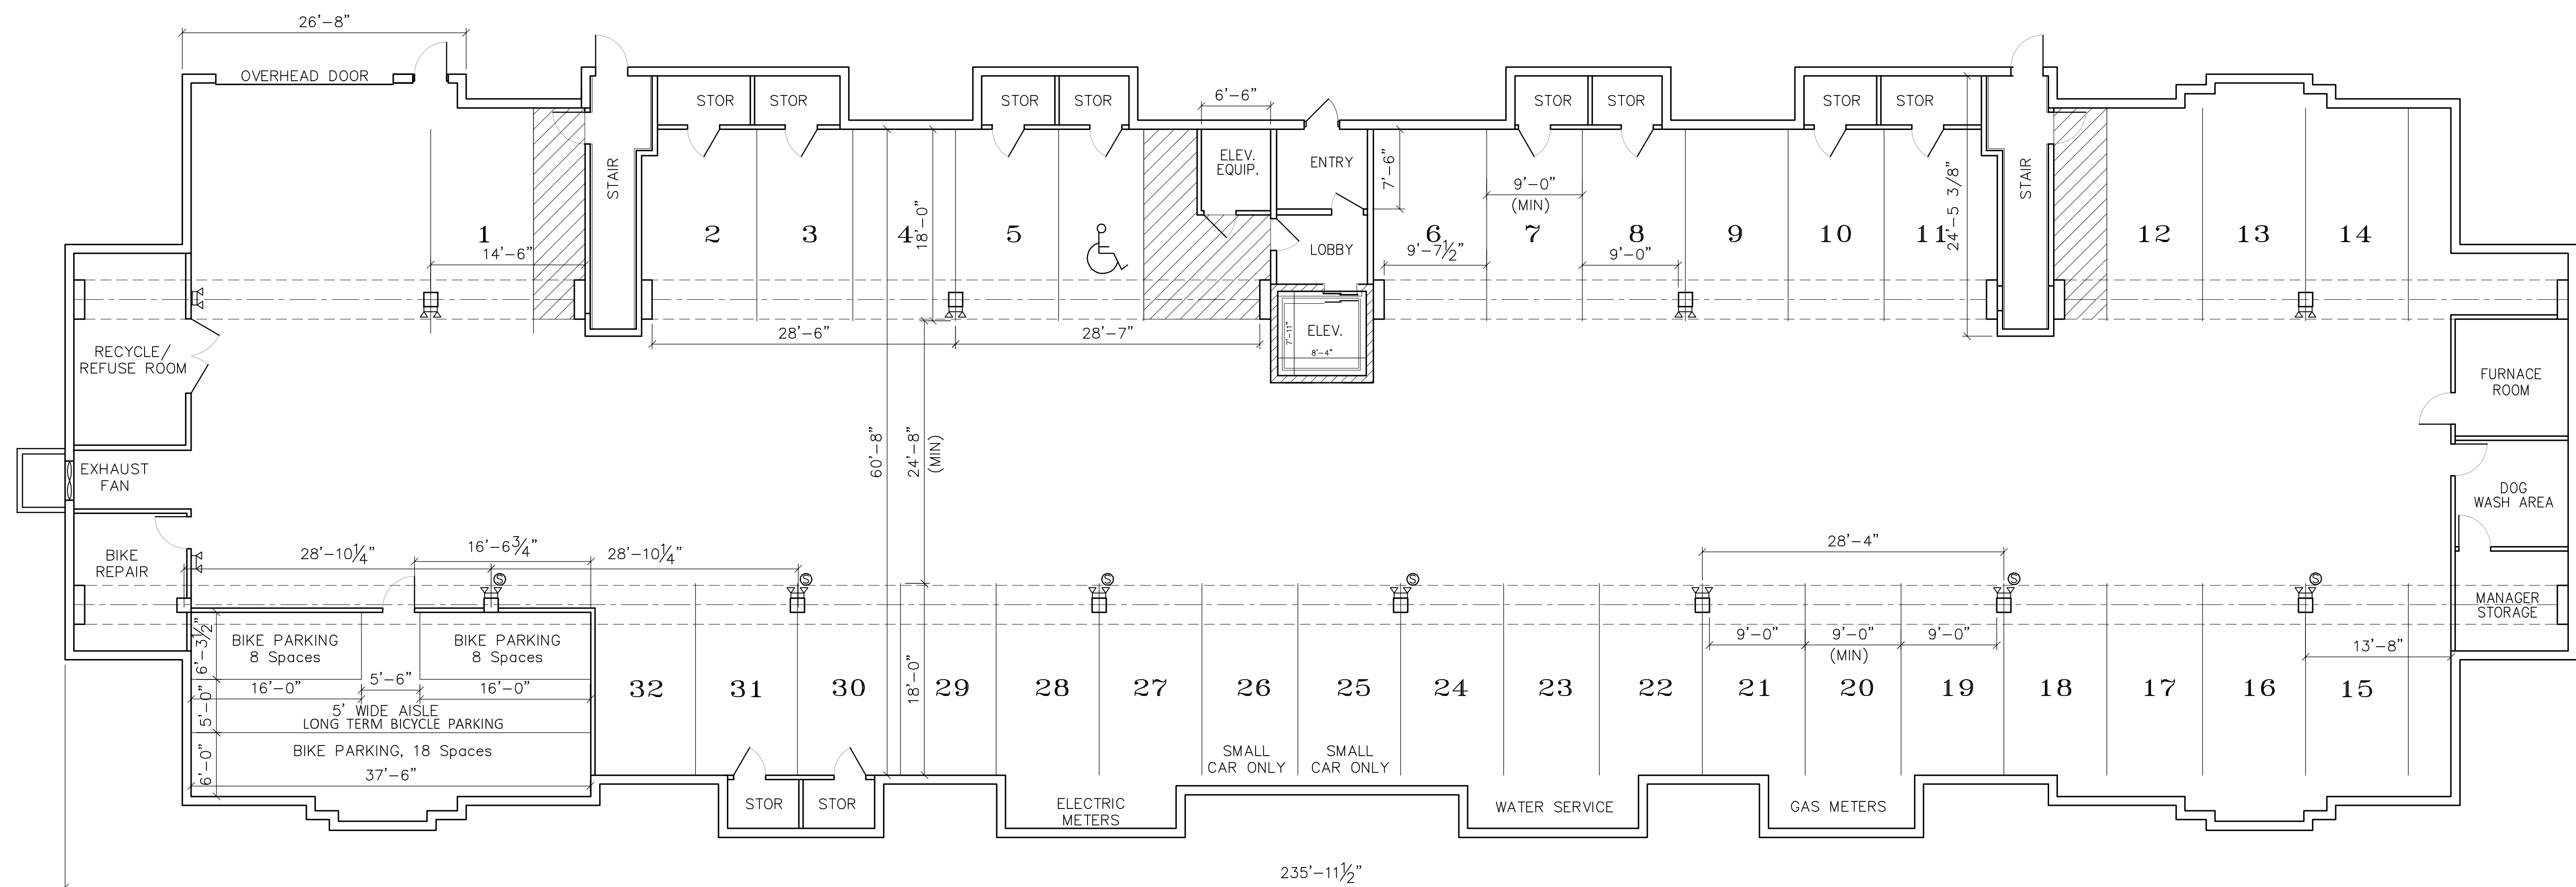 26'-8"
OVERHEAD DOOR
STOR
STOR
STOR
STOR
6'-6"
STOR
STOR
STOR
STOR
STAIR
ELEV.
EQUIP.
ENTRY
7'-6"
LOBBY
9'-0"
(MIN)
24'-5 3/8"
STAIR
1
2
3
4
5
6
7
8
9
10
11
12
13
14
14'-6"
18'-0"
9'-7½"
9'-0"
28'-6"
28'-7"
ELEV.
7'-11"
8'-4"
RECYCLE/
REFUSE ROOM
FURNACE
ROOM
60'-8"
24'-8"
(MIN)
EXHAUST
FAN
DOG
WASH AREA
BIKE
REPAIR
28'-10¼"
16'-6¾"
28'-10¼"
28'-4"
S
S
S
S
S
S
MANAGER
STORAGE
BIKE PARKING
8 Spaces
BIKE PARKING
8 Spaces
6'-3½"
16'-0"
5'-6"
16'-0"
9'-0"
9'-0"
(MIN)
9'-0"
13'-8"
5'-0"
5' WIDE AISLE
LONG TERM BICYCLE PARKING
BIKE PARKING, 18 Spaces
6'-0"
37'-6"
32
31
30
29
28
27
26
25
24
23
22
21
20
19
18
17
16
15
18'-0"
SMALL
CAR ONLY
SMALL
CAR ONLY
STOR
STOR
ELECTRIC
METERS
WATER SERVICE
GAS METERS
235'-11½"